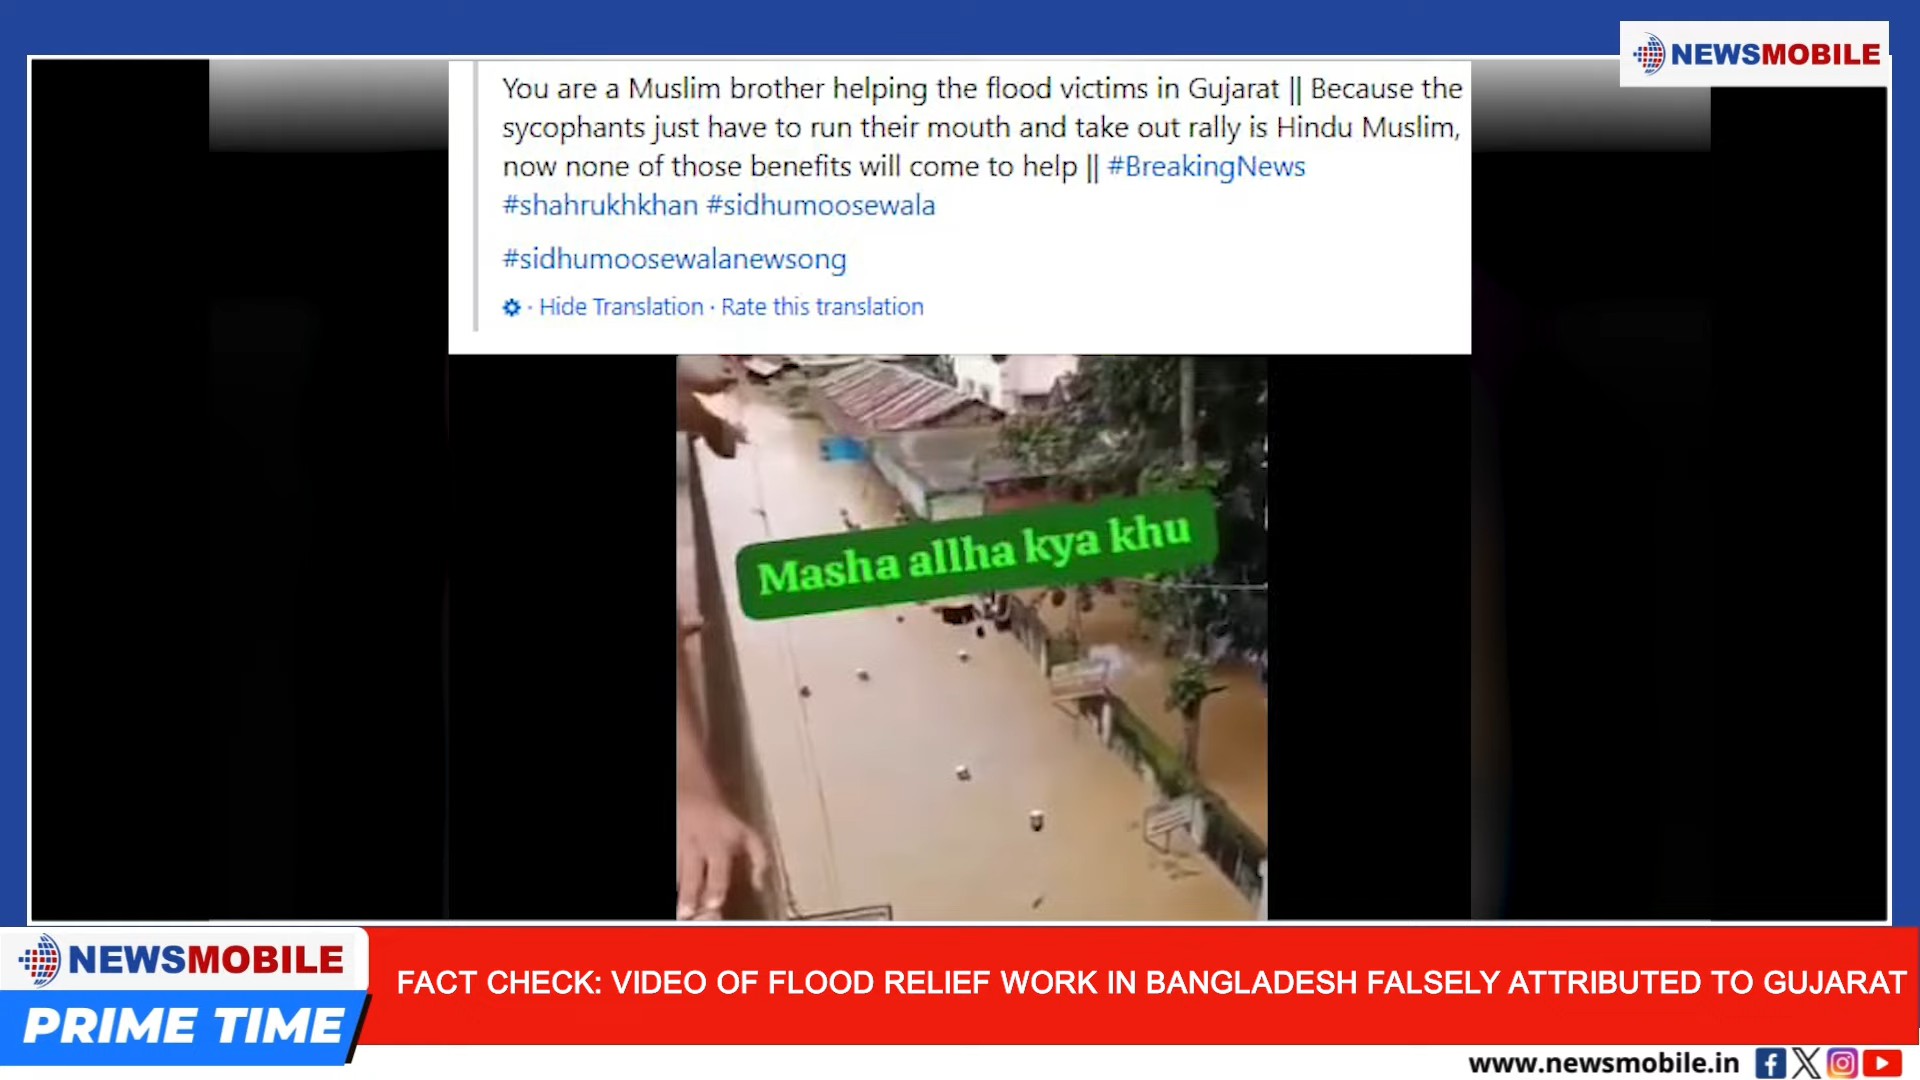 NEWSMOBILE
You are a Muslim brother helping the flood victims in Gujarat || Because the
sycophants just have to run their mouth and take out rally is Hindu Muslim,
now none of those benefits will come to help || #BreakingNews
#shahrukhkhan #sidhumoosewala
#sidhumoosewalanewsong
· Hide Translation · Rate this translation
Masha allha kya khu
NEWSMOBILE
PRIME TIME
FACT CHECK: VIDEO OF FLOOD RELIEF WORK IN BANGLADESH FALSELY ATTRIBUTED TO GUJARAT
www.newsmobile.in